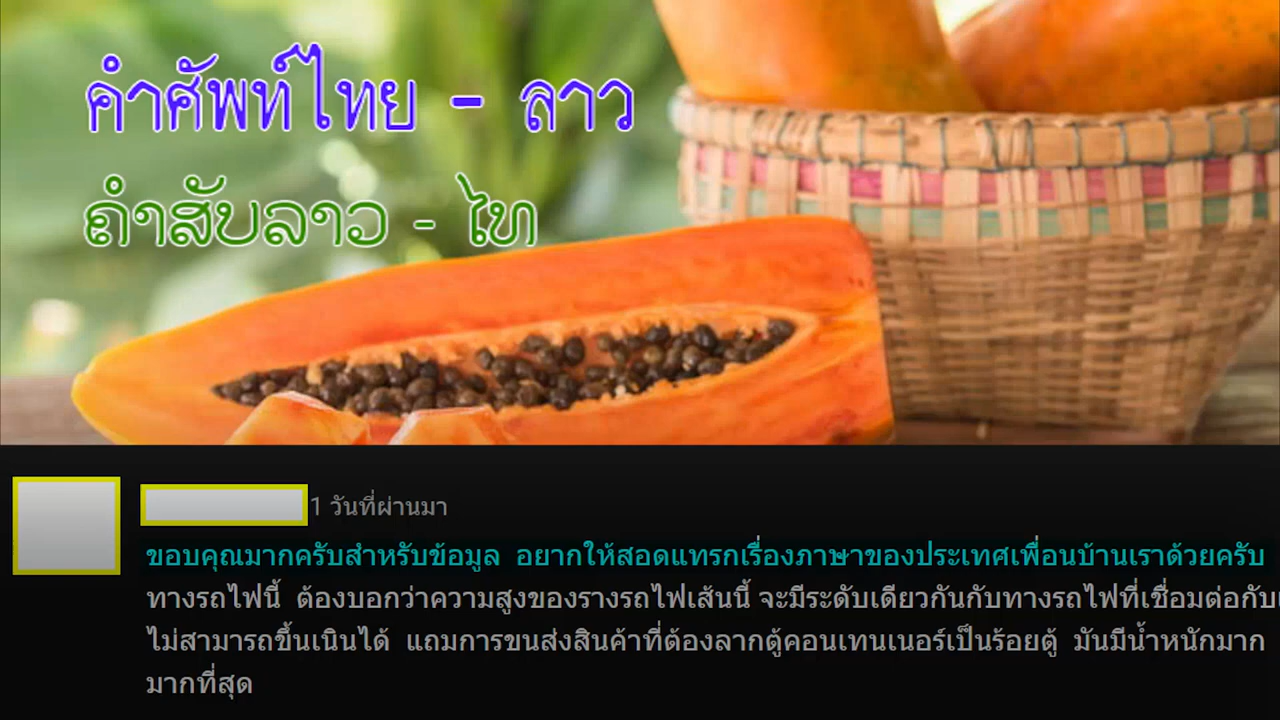 คำศัพท์ไทย - ลาว
ຄຳສັບລາວ - ໄທ
1 วันที่ผ่านมา
ขอบคุณมากครับสำหรับข้อมูล อยากให้สอดแทรกเรื่องภาษาของประเทศเพื่อนบ้านเราด้วยครับ
ทางรถไฟนี้ ต้องบอกว่าความสูงของรางรถไฟเส้นนี้ จะมีระดับเดียวกันกับทางรถไฟที่เชื่อมต่อกับ
ไม่สามารถขึ้นเนินได้ แถมการขนส่งสินค้าที่ต้องลากตู้คอนเทนเนอร์เป็นร้อยตู้ มันมีน้ำหนักมาก
มากที่สุด